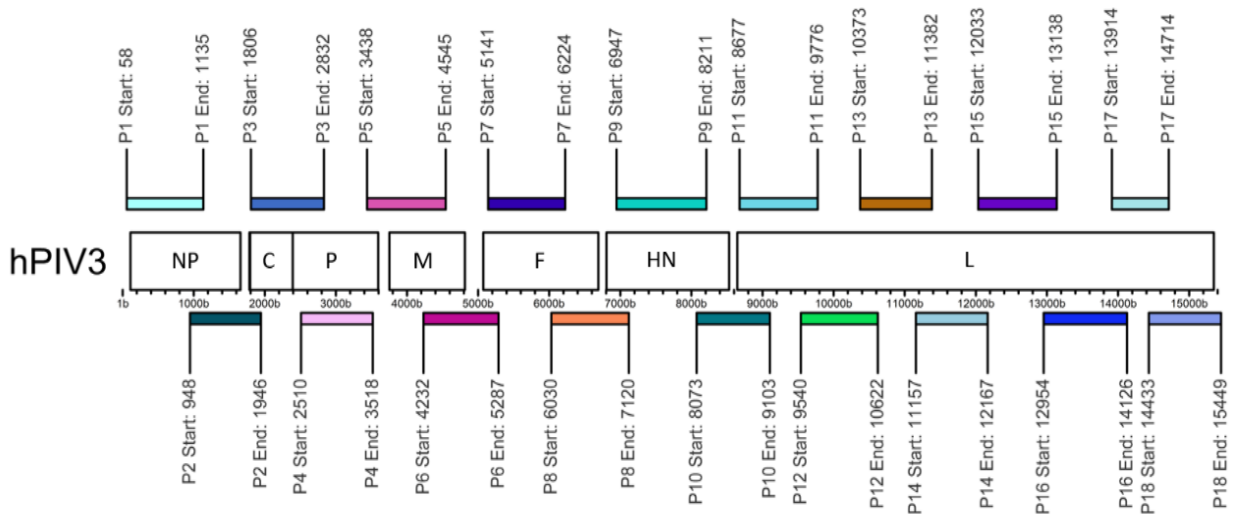 P1 Start: 58
P1 End: 1135
P3 Start: 1806
P3 End: 2832
P5 Start: 3438
P5 End: 4545
P7 Start: 5141
P7 End: 6224
P9 Start: 6947
P9 End: 8211
P11 Start: 8677
P11 End: 9776
P13 Start: 10373
P13 End: 11382
P15 Start: 12033
P15 End: 13138
P17 Start: 13914
P17 End: 14714
hPIV3
NP
C
P
M
F
HN
L
1b
1000b
2000b
3000b
4000b
5000b
6000b
7000b
8000b
9000b
10000b
11000b
12000b
13000b
14000b
15000b
P2 Start: 948
P2 End: 1946
P4 Start: 2510
P4 End: 3518
P6 Start: 4232
P6 End: 5287
P8 Start: 6030
P8 End: 7120
P10 Start: 8073
P10 End: 9103
P12 Start: 9540
P12 End: 10622
P14 Start: 11157
P14 End: 12167
P16 Start: 12954
P16 End: 14126
P18 Start: 14433
P18 End: 15449